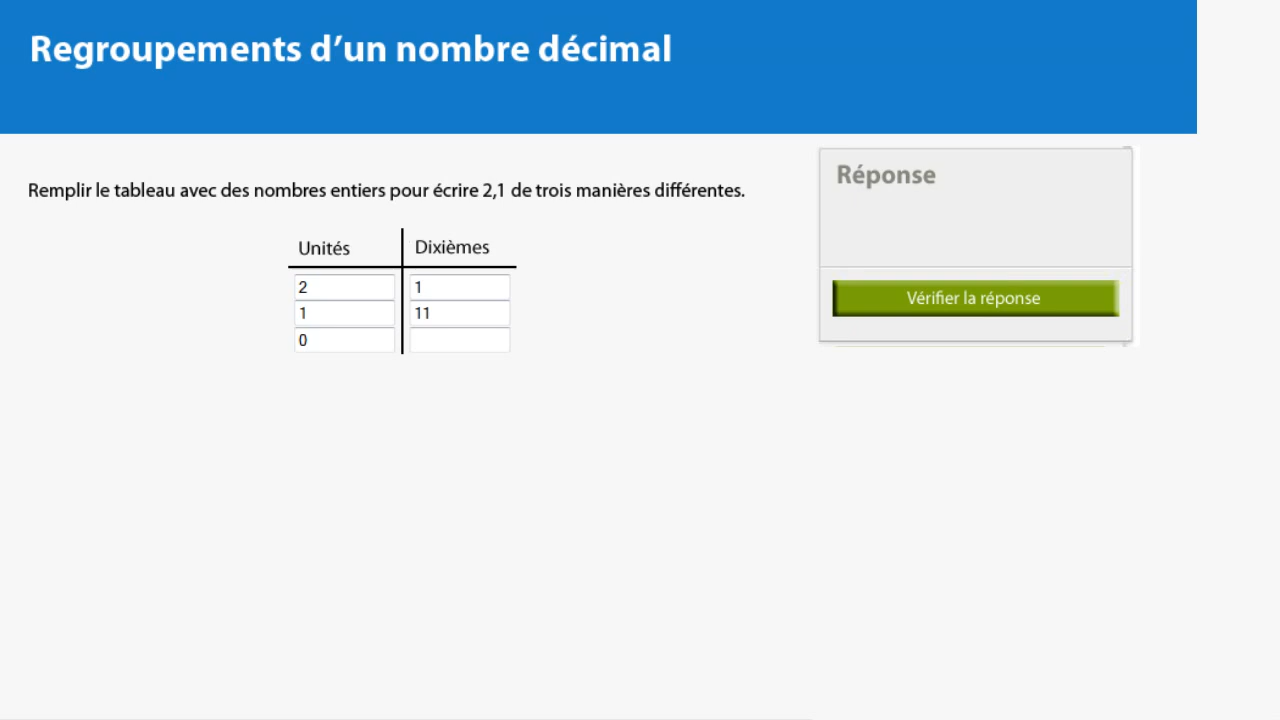 Regroupements d’un nombre décimal
Remplir le tableau avec des nombres entiers pour écrire 2,1 de trois manières différentes.
Unités Dixièmes
2 1
1 11
0
Réponse
Vérifier la réponse